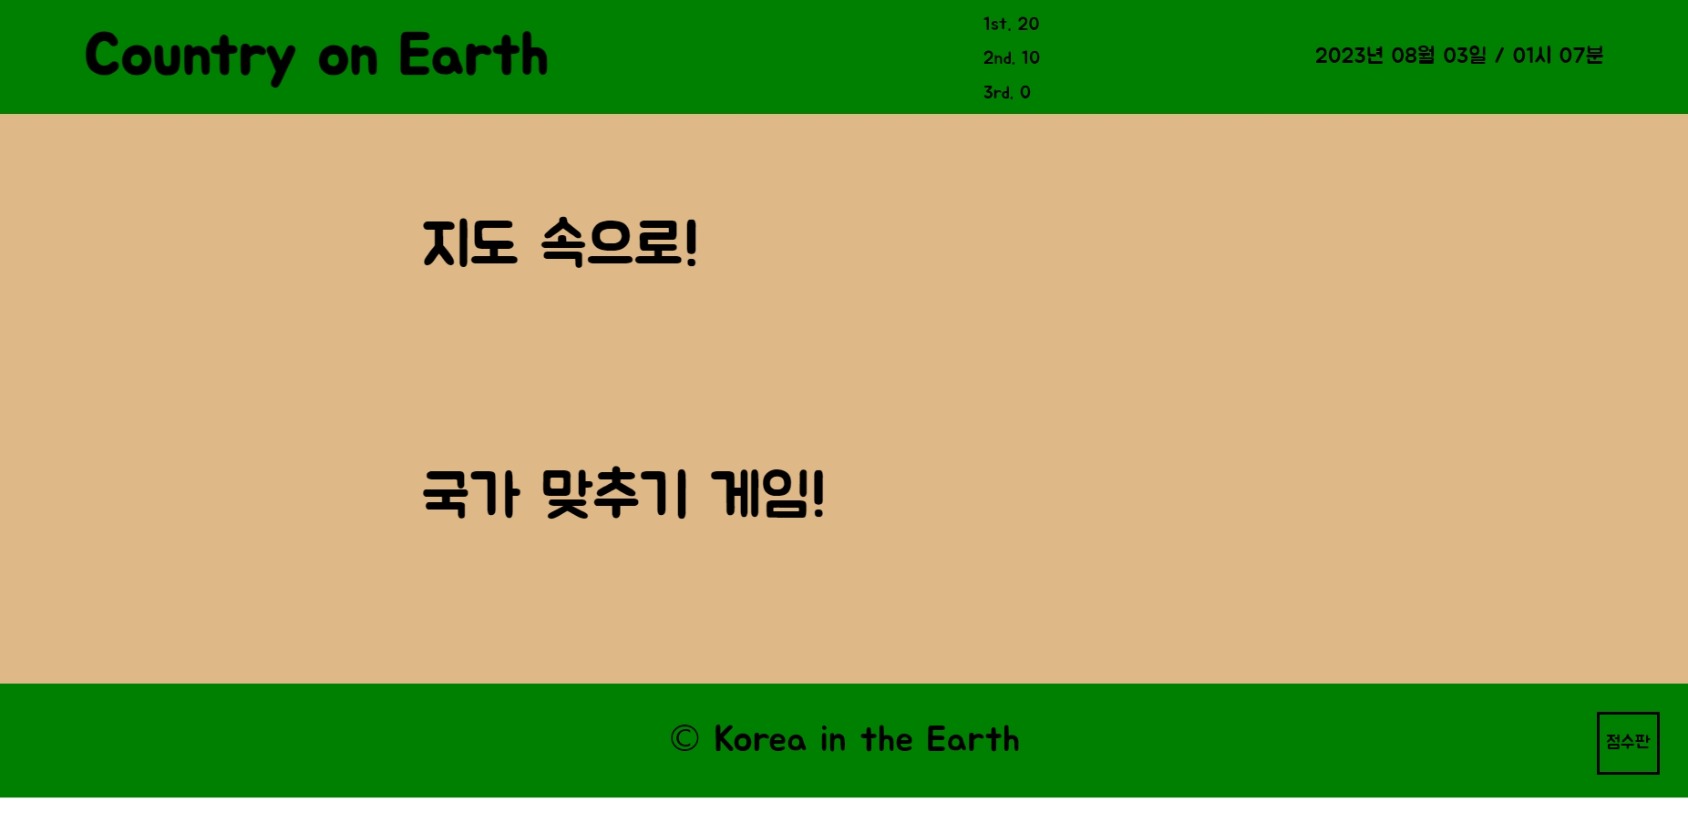 Country on Earth
1st. 20
2nd. 10
3rd. 0
2023년 08월 03일 / 01시 07분
지도 속으로!
국가 맞추기 게임!
© Korea in the Earth
점수판